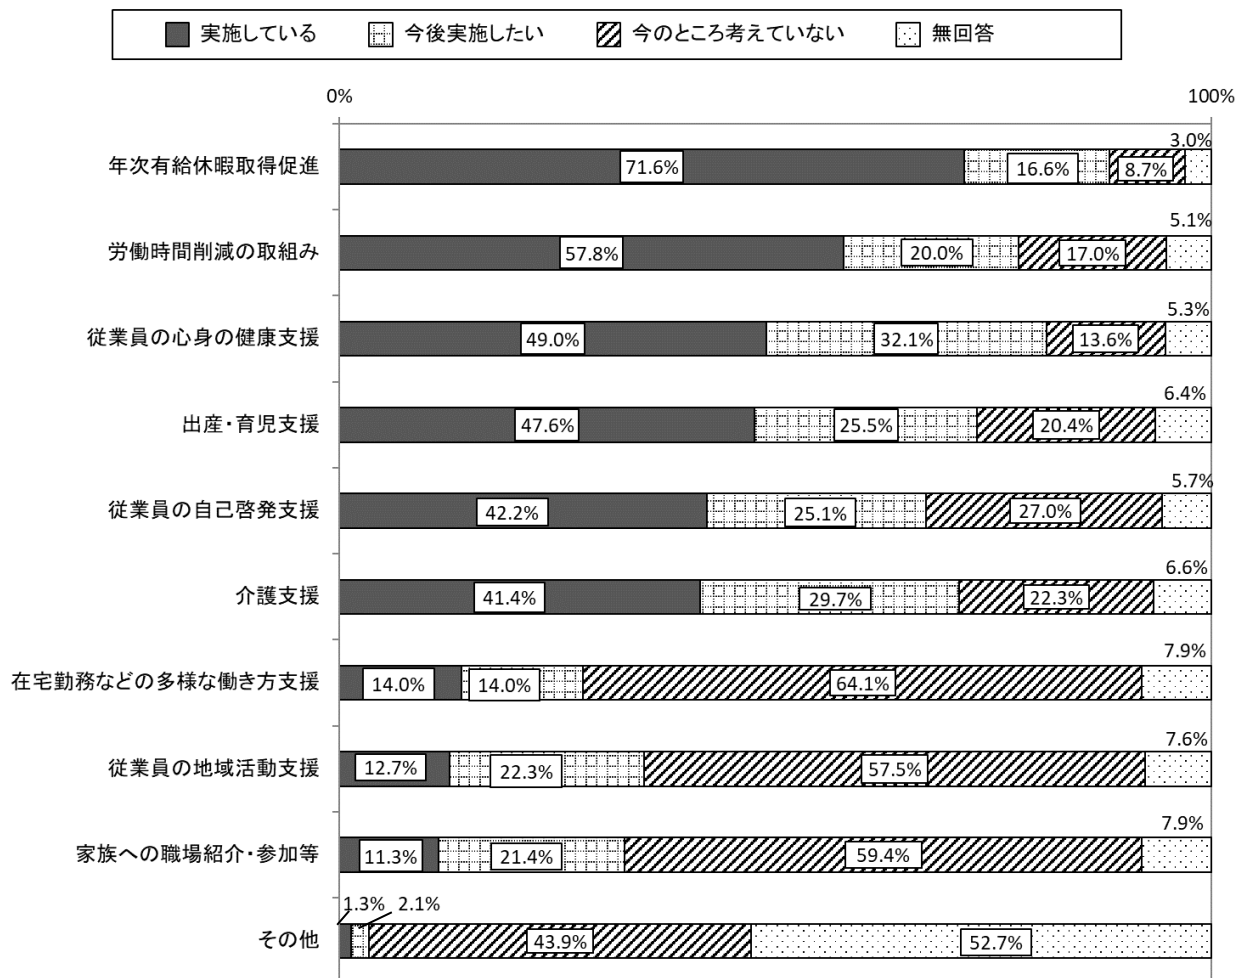 実施している 今後実施したい 今のところ考えていない 無回答
0% 100%
3.0%
年次有給休暇取得促進 71.6% 16.6% 8.7%
5.1%
労働時間削減の取組み 57.8% 20.0% 17.0%
5.3%
従業員の心身の健康支援 49.0% 32.1% 13.6%
6.4%
出産・育児支援 47.6% 25.5% 20.4%
5.7%
従業員の自己啓発支援 42.2% 25.1% 27.0%
6.6%
介護支援 41.4% 29.7% 22.3%
7.9%
在宅勤務などの多様な働き方支援 14.0% 14.0% 64.1%
7.6%
従業員の地域活動支援 12.7% 22.3% 57.5%
7.9%
家族への職場紹介・参加等 11.3% 21.4% 59.4%
1.3% 2.1%
その他 43.9% 52.7%